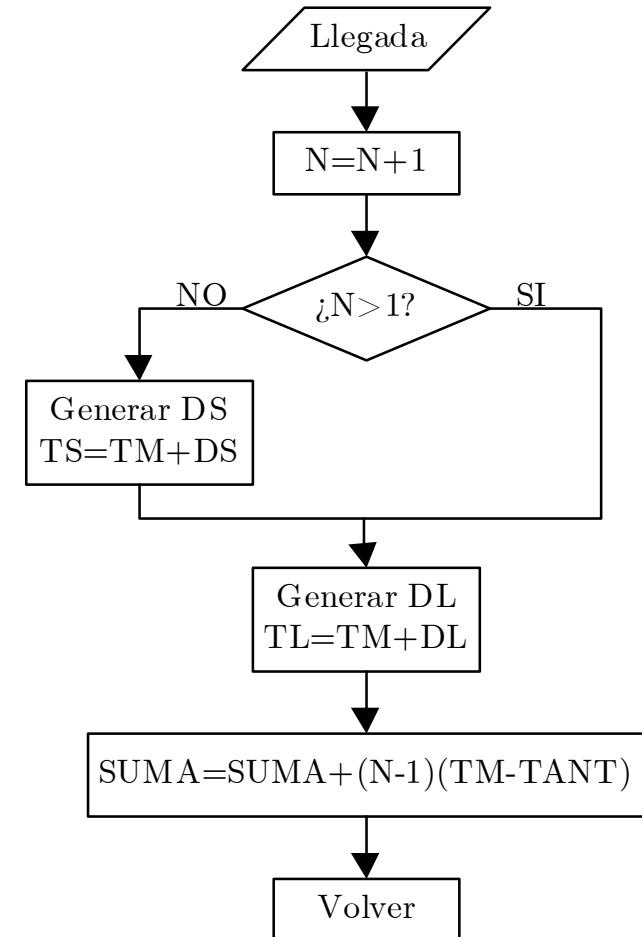 Llegada
N=N+1
¿N>1?
NO
SI
Generar DS
TS=TM+DS
Generar DL
TL=TM+DL
SUMA=SUMA+(N-1)(TM-TANT)
Volver